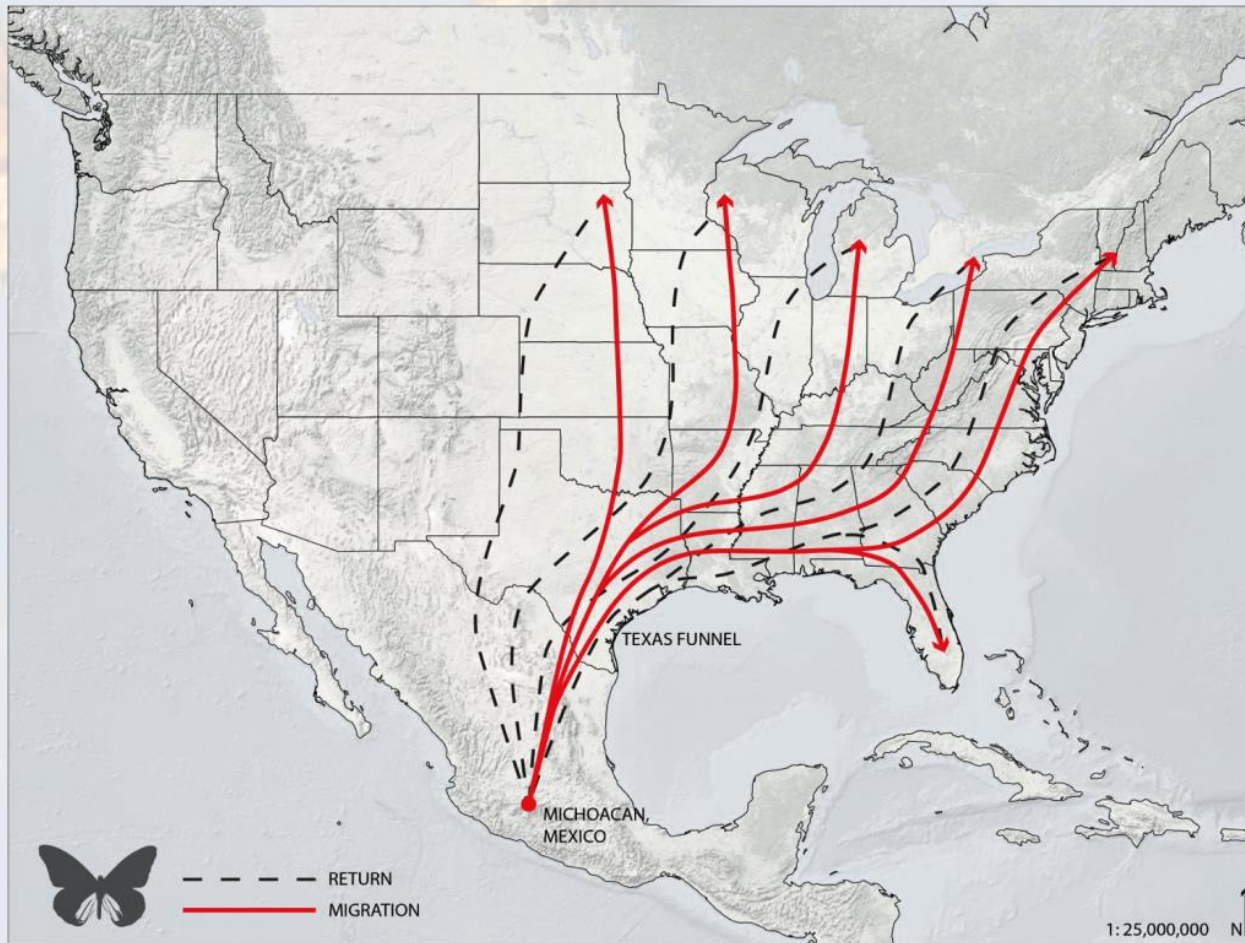 TEXAS FUNNEL
MICHOACAN,
MEXICO
RETURN
MIGRATION
1: 25,000,000 N